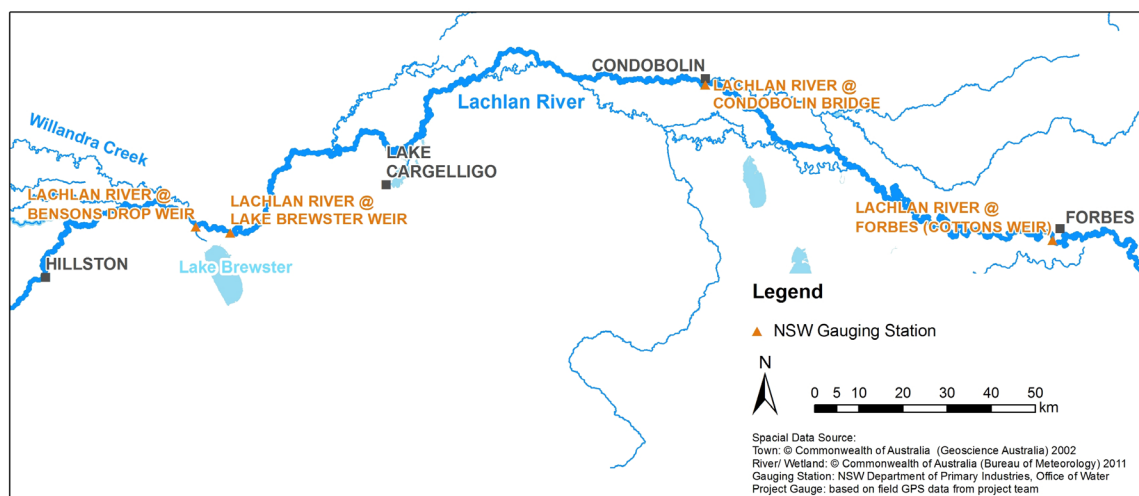 CONDOBOLIN
LACHLAN RIVER @
CONDOBOLIN BRIDGE
Lachlan River
Willandra Creek
LAKE
CARGELLIGO
LACHLAN RIVER @
BENSONS DROP WEIR
LACHLAN RIVER @
LAKE BREWSTER WEIR
LACHLAN RIVER @
FORBES (COTTONS WEIR)
FORBES
HILLSTON
Lake Brewster
Legend
NSW Gauging Station
N
0 5 10 20 30 40 50
km
Spacial Data Source:
Town: © Commonwealth of Australia (Geoscience Australia) 2002
River/ Wetland: © Commonwealth of Australia (Bureau of Meteorology) 2011
Gauging Station: NSW Department of Primary Industries, Office of Water
Project Gauge: based on field GPS data from project team